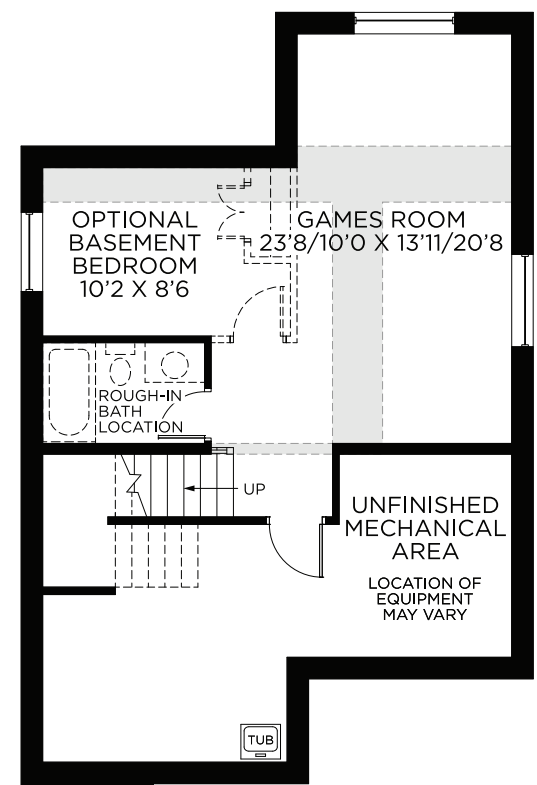 OPTIONAL
BASEMENT
BEDROOM
10'2 X 8'6
GAMES ROOM
23'8/10'0 X 13'11/20'8
ROUGH-IN
BATH
LOCATION
UP
UNFINISHED
MECHANICAL
AREA
LOCATION OF
EQUIPMENT
MAY VARY
TUB